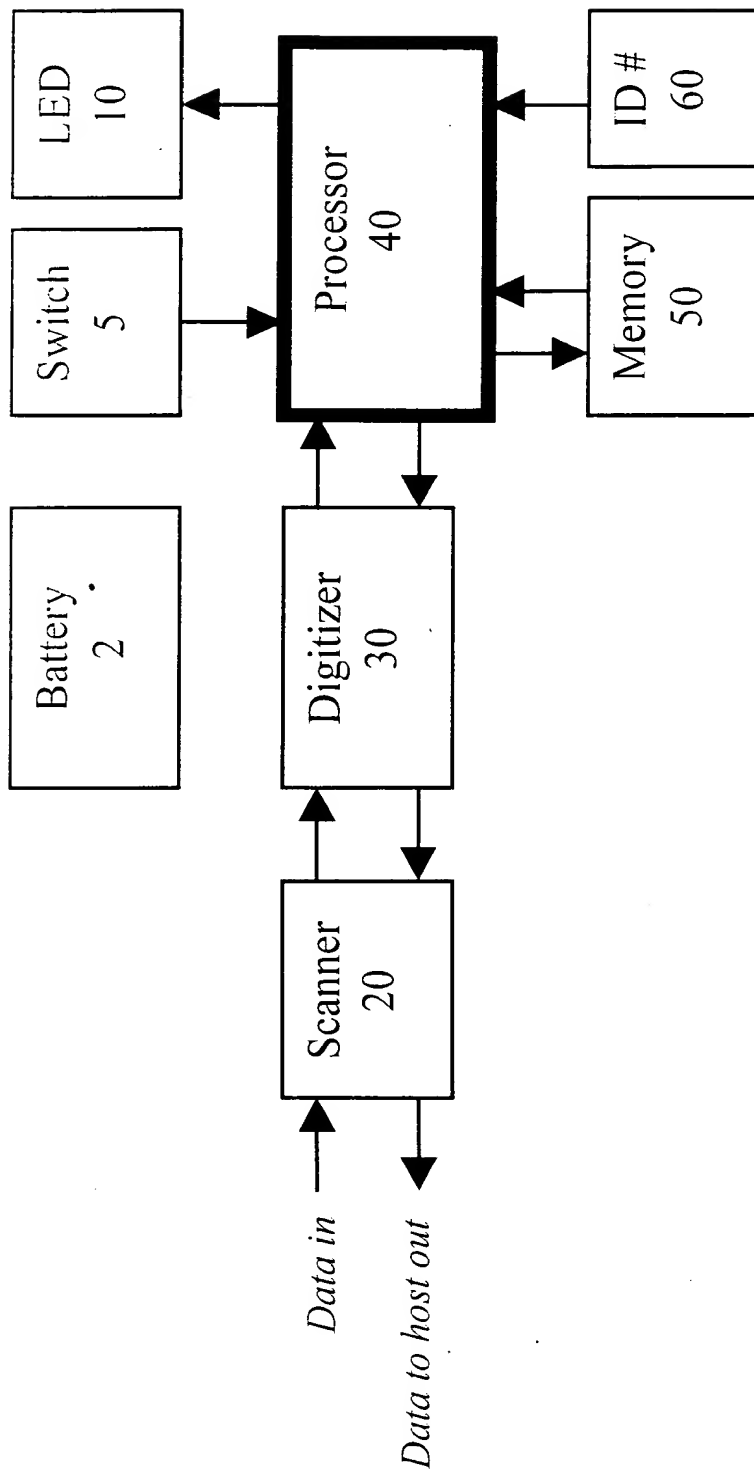 Battery
2
Switch
5
LED
10
Data in
Data to host out
Scanner
20
Digitizer
30
Processor
40
Memory
50
ID #
60